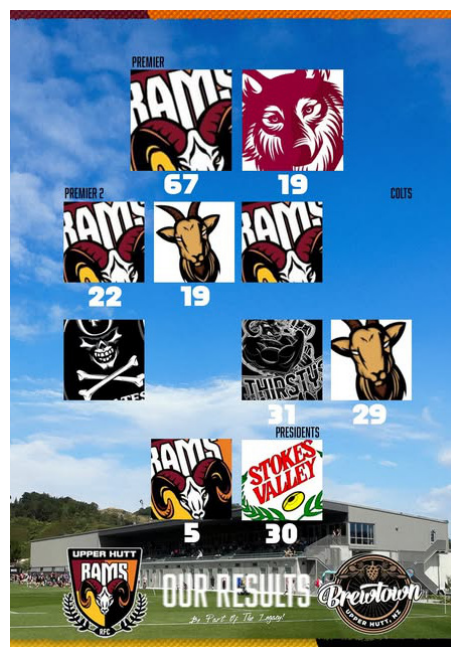 PREMIER
RAMS
67 19
PREMIER 2 COLTS
RAMS RAMS
22 19
THIRSTYS
31 29
PRESIDENTS
RAMS STOKES
VALLEY
5 30
UPPER HUTT
RAMS
RFC
OUR RESULTS
Be Part Of The Legacy!
Brewtown
UPPER HUTT, NZ